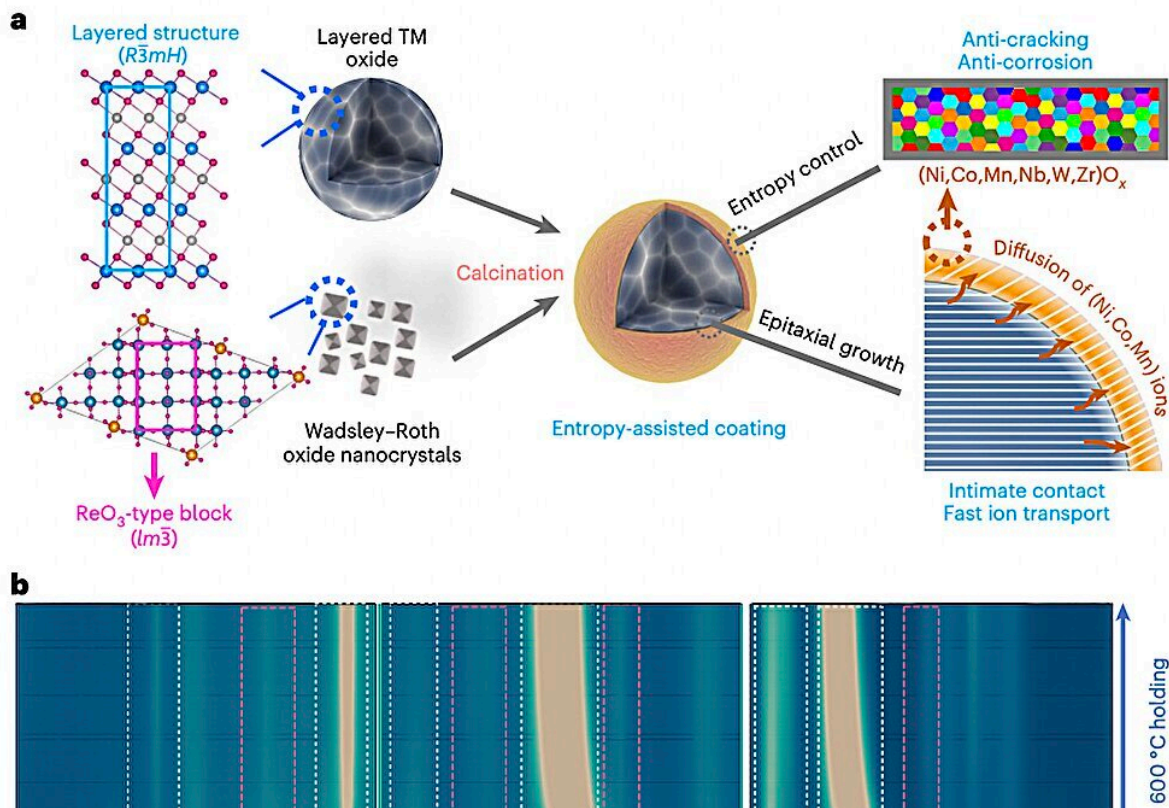 a
Layered structure
(R3̅mH)
Layered TM
oxide
Anti-cracking
Anti-corrosion
(Ni,Co,Mn,Nb,W,Zr)Oₓ
Entropy control
Calcination
Diffusion of (Ni,Co,Mn) ions
Epitaxial growth
Wadsley–Roth
oxide nanocrystals
Entropy-assisted coating
ReO₃-type block
(Im3̅)
Intimate contact
Fast ion transport
b
600 °C holding